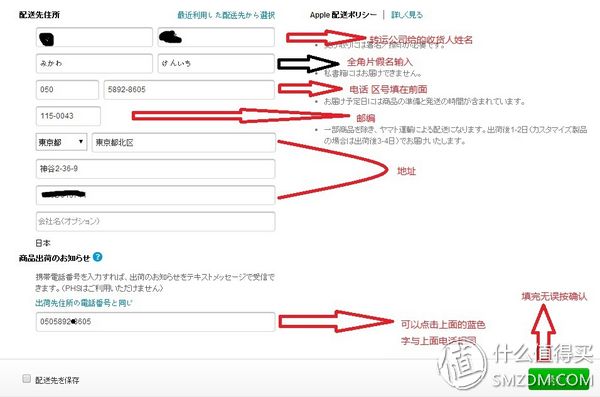 配送先住所
最近利用した配送先から選択
Apple 配送ポリシー | 詳しく見る
转运公司给的收货人姓名
みかわ
けんいち
全角片假名输入
私書箱にはお届けできません。
050
5892-8605
电话 区号填在前面
お届け予定日には商品の準備と発送の時間が含まれています。
115-0043
邮编
一部商品を除き、ヤマト運輸による配送になります。出荷後1-2日(カスタマイズ製品
の場合は出荷後3-4日)でお届けいたします。
東京都
東京都北区
神谷2-36-9
地址
会社名(オプション)
日本
商品出荷のお知らせ ?
携帯電話番号を入力すれば、出荷のお知らせをテキストメッセージで受信で
きます。(PHSはご利用いただけません)
出荷先住所の電話番号と同じ
0505892 8605
可以点击上面的蓝色
字与上面电话相同
填完无误按确认
配送先を保存
值 什么值得买
SMZDM.COM